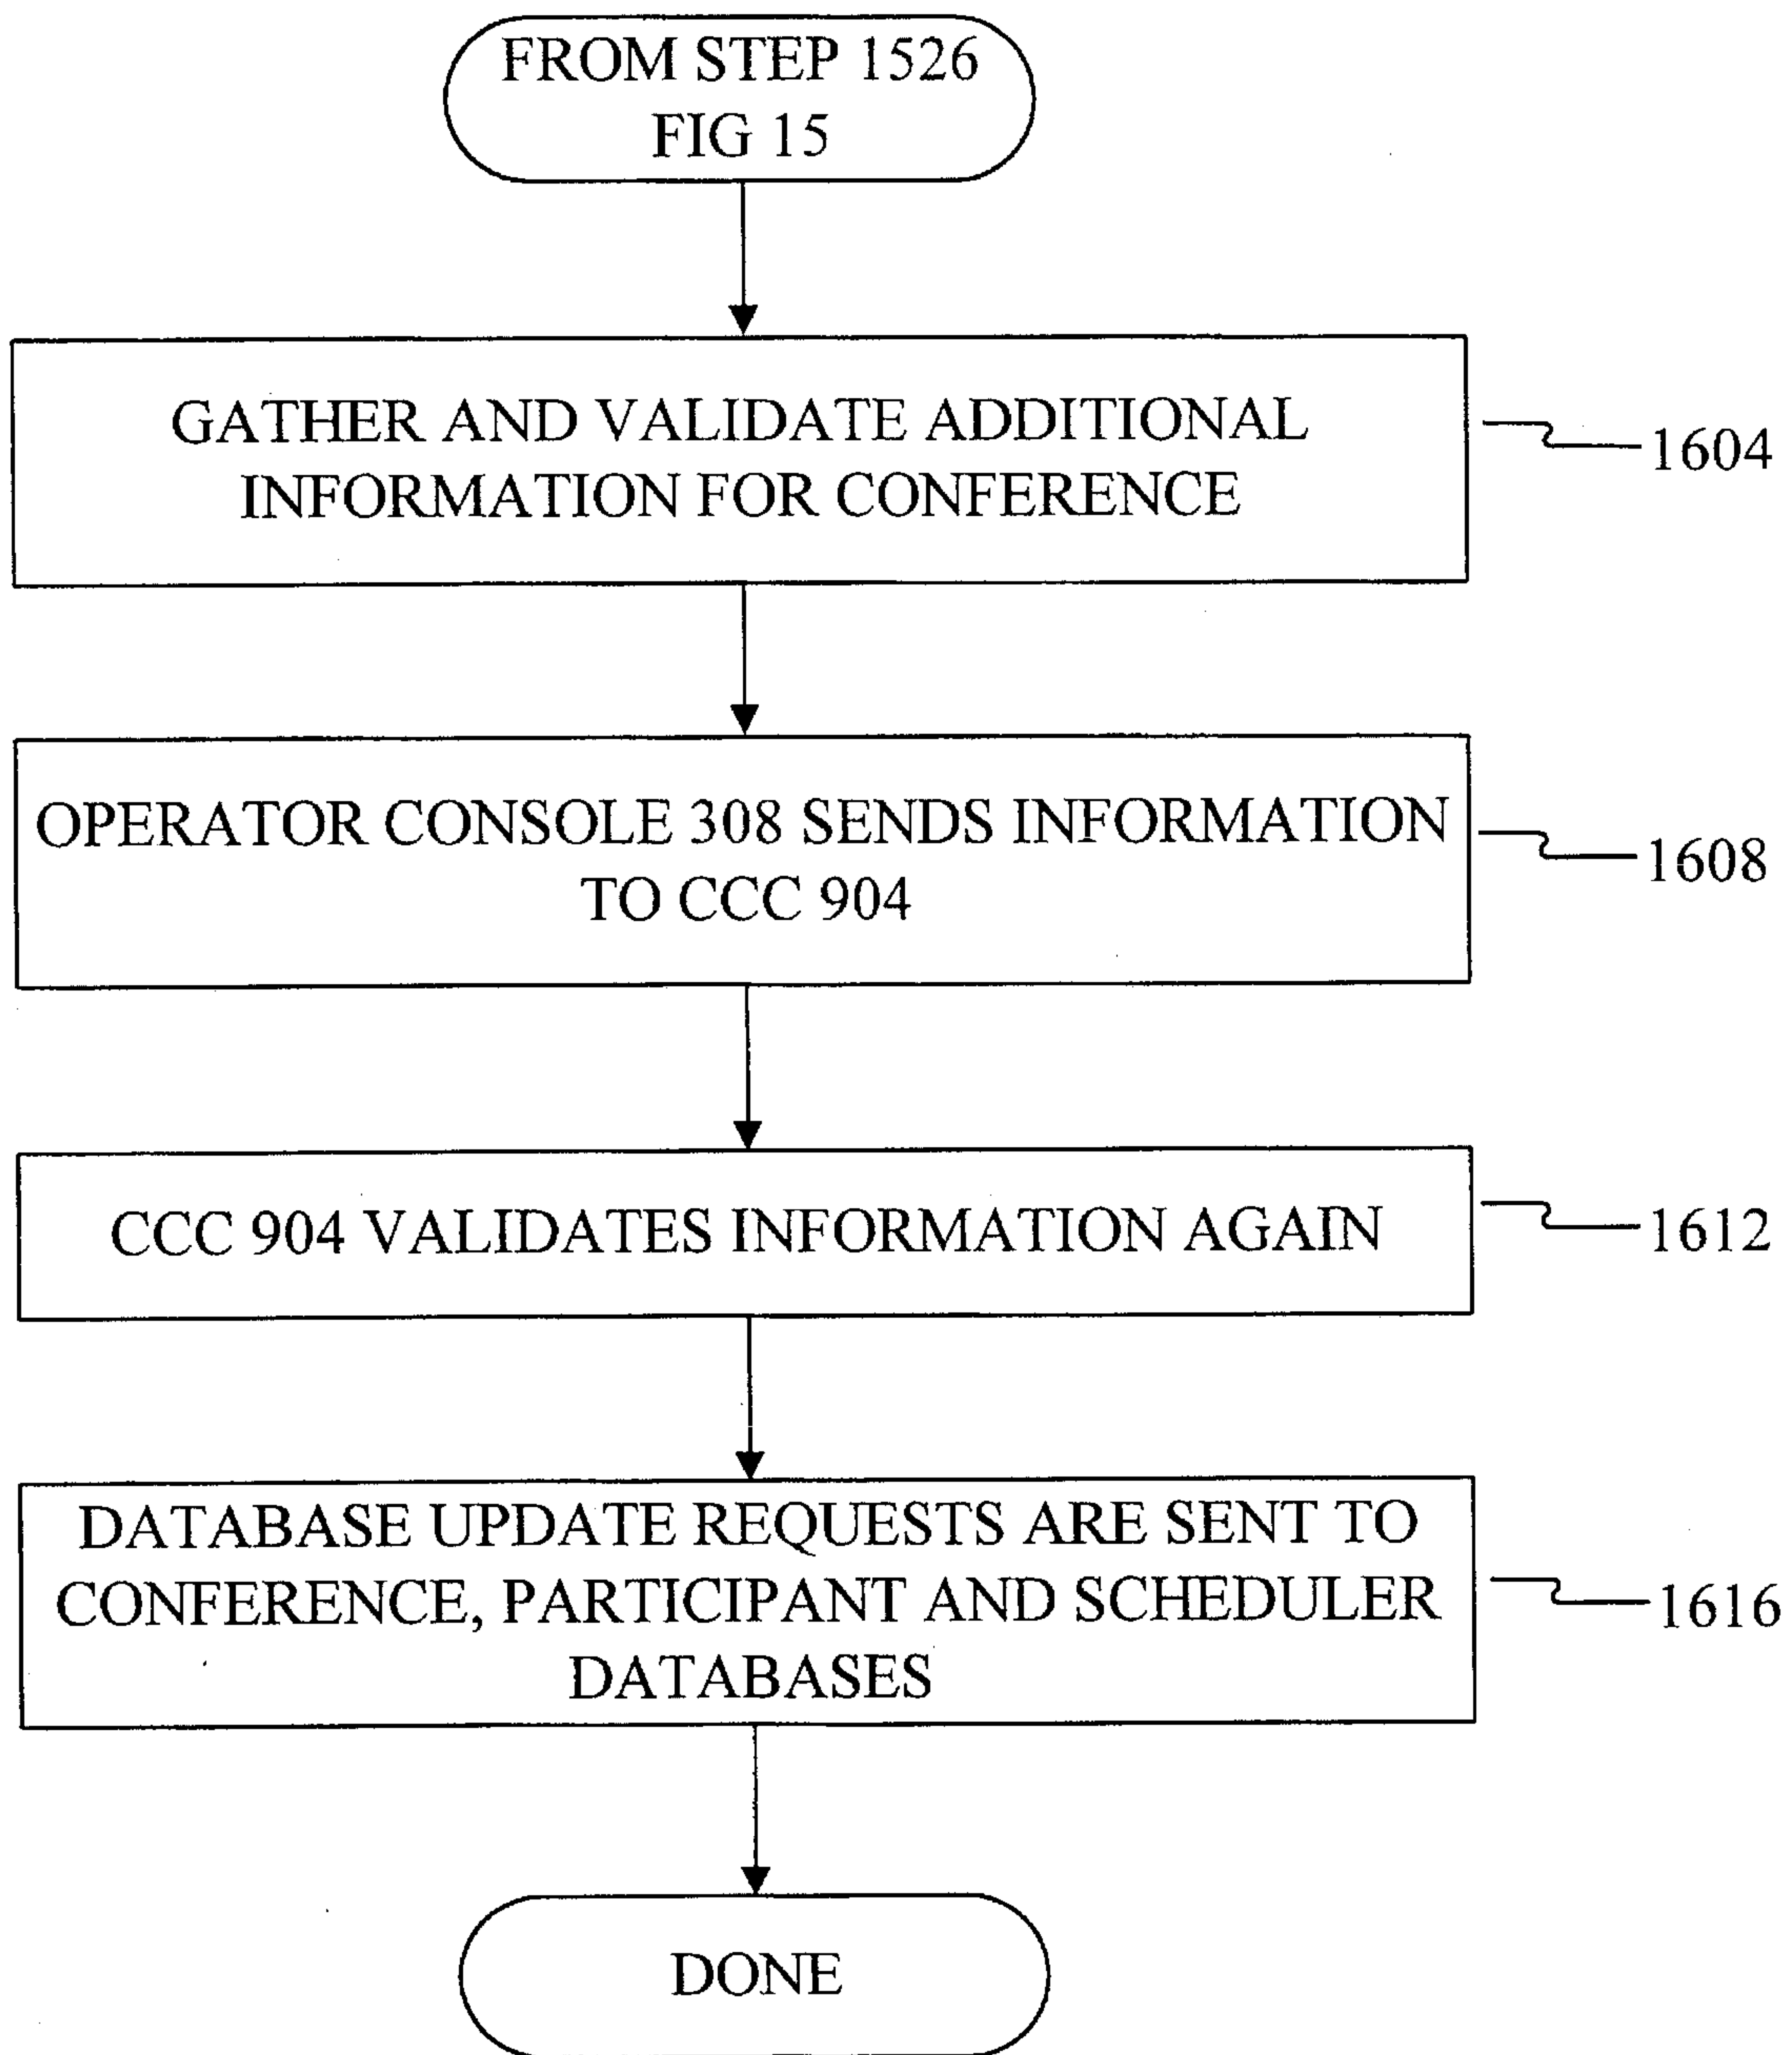 FROM STEP 1526
FIG 15
GATHER AND VALIDATE ADDITIONAL
INFORMATION FOR CONFERENCE
1604
OPERATOR CONSOLE 308 SENDS INFORMATION
TO CCC 904
1608
CCC 904 VALIDATES INFORMATION AGAIN
1612
DATABASE UPDATE REQUESTS ARE SENT TO
CONFERENCE, PARTICIPANT AND SCHEDULER
DATABASES
1616
DONE